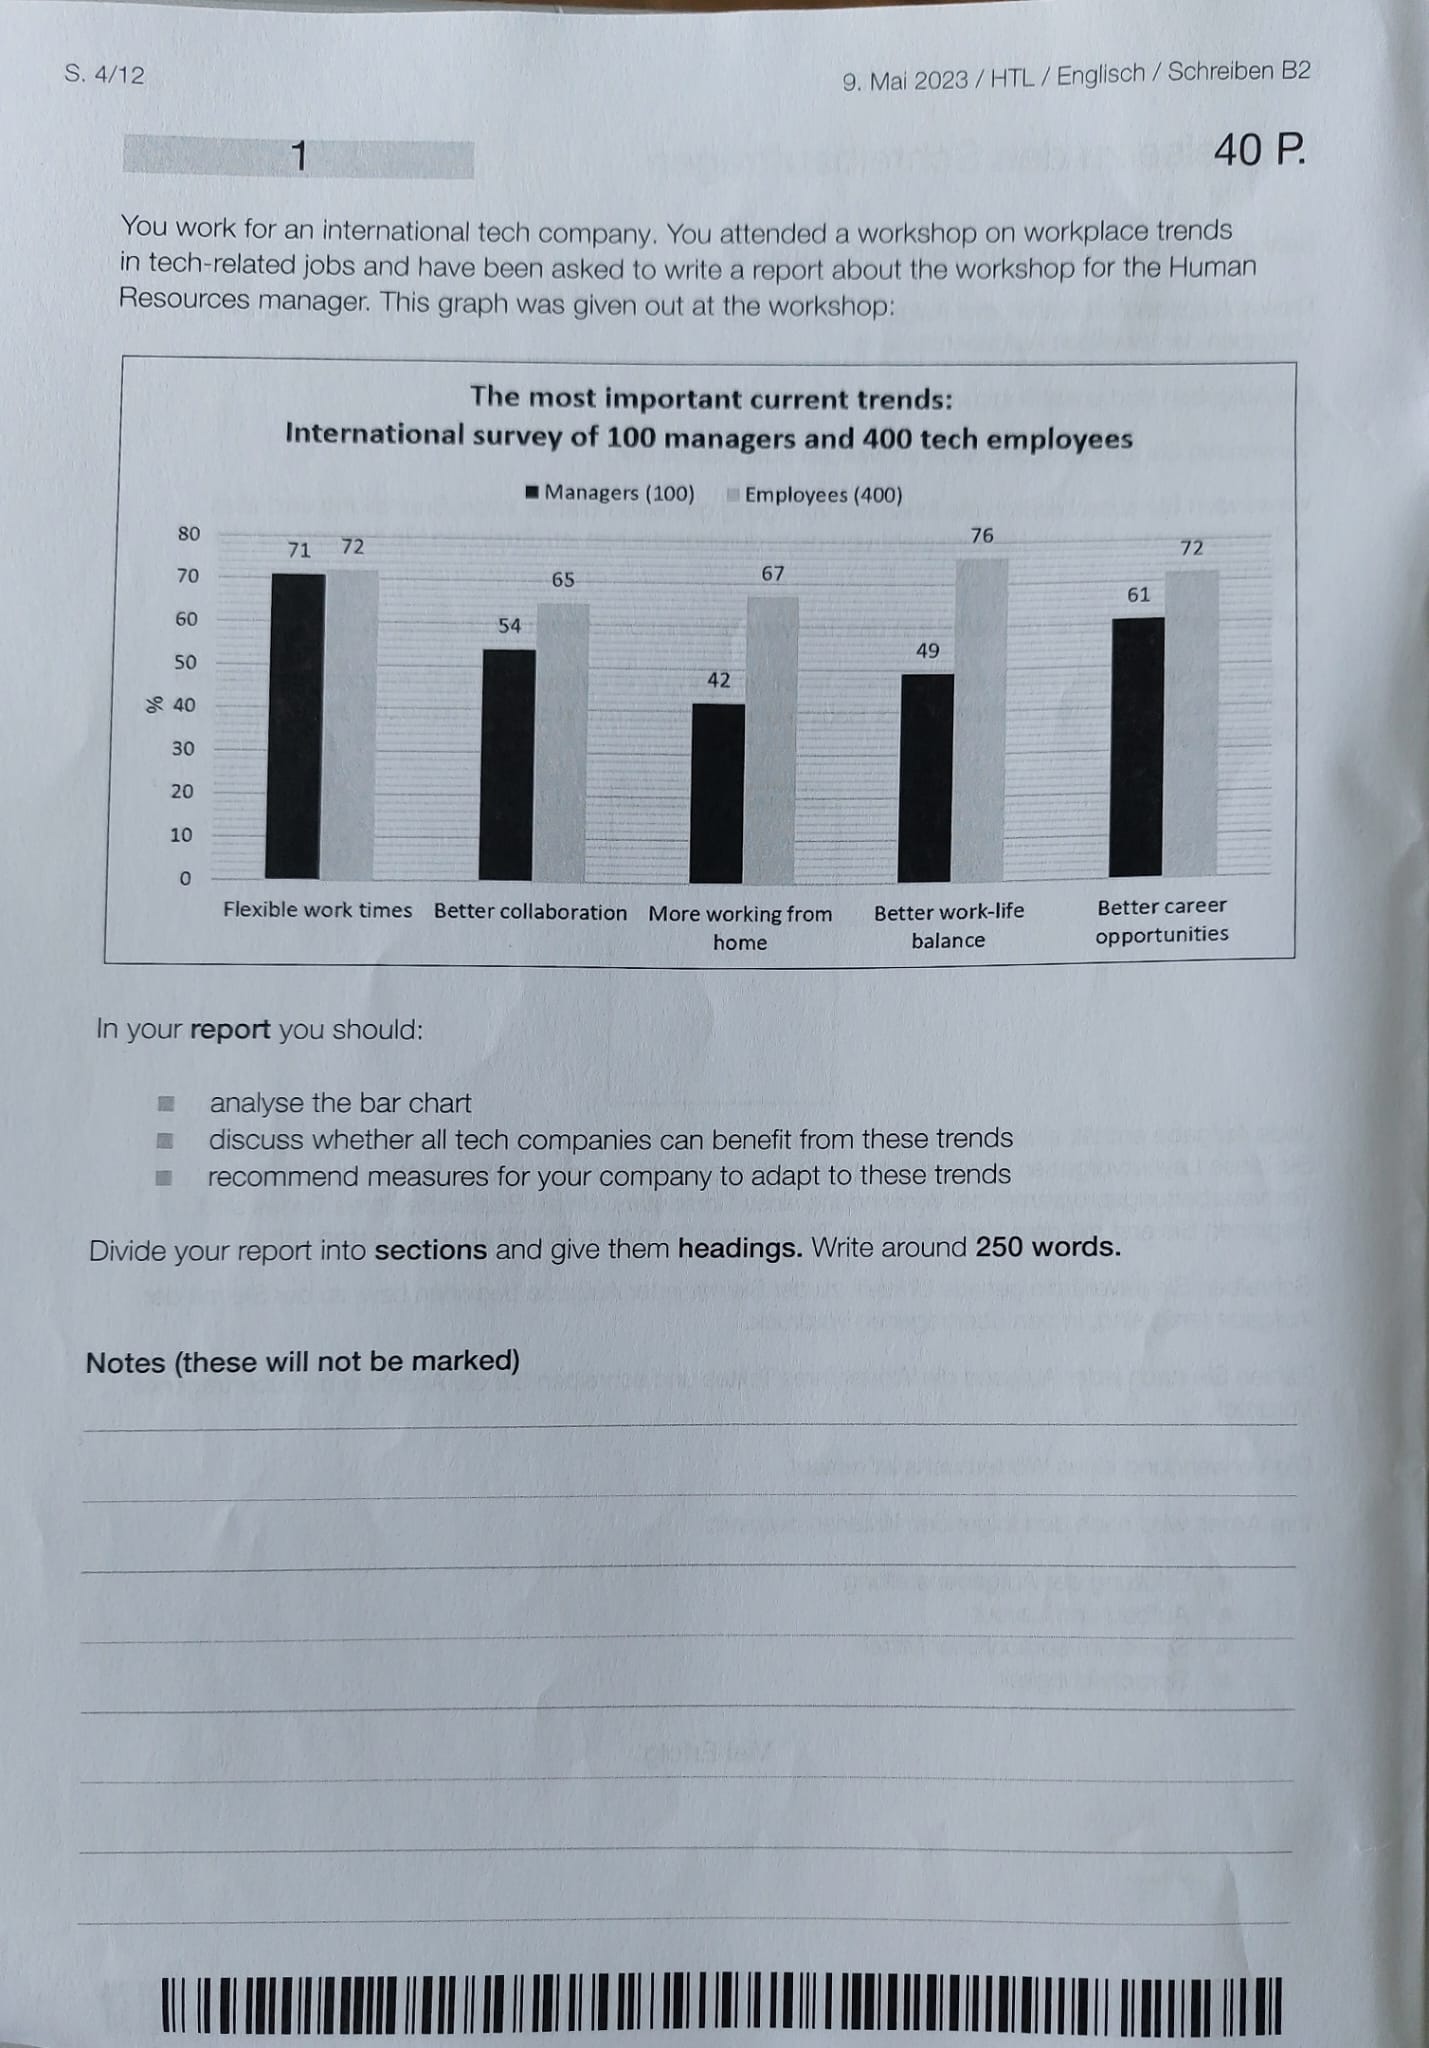 S. 4/12
9. Mai 2023 / HTL / Englisch / Schreiben B2
1
40 P.
You work for an international tech company. You attended a workshop on workplace trends
in tech-related jobs and have been asked to write a report about the workshop for the Human
Resources manager. This graph was given out at the workshop:
The most important current trends:
International survey of 100 managers and 400 tech employees
Managers (100) Employees (400)
80
70
60
50
40
30
20
10
0
%
71 72
54 65
42 67
49 76
61 72
Flexible work times
Better collaboration
More working from
home
Better work-life
balance
Better career
opportunities
In your report you should:
analyse the bar chart
discuss whether all tech companies can benefit from these trends
recommend measures for your company to adapt to these trends
Divide your report into sections and give them headings. Write around 250 words.
Notes (these will not be marked)